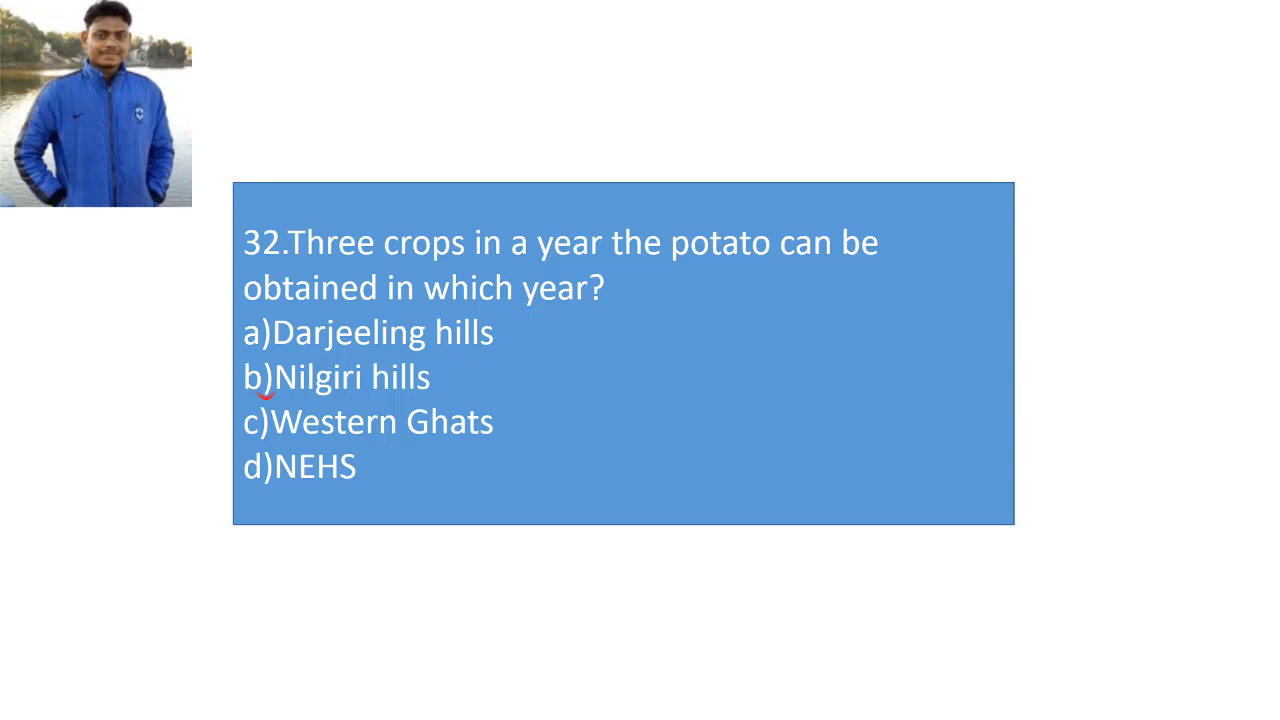 32.Three crops in a year the potato can be
obtained in which year?
a)Darjeeling hills
b)Nilgiri hills
c)Western Ghats
d)NEHS